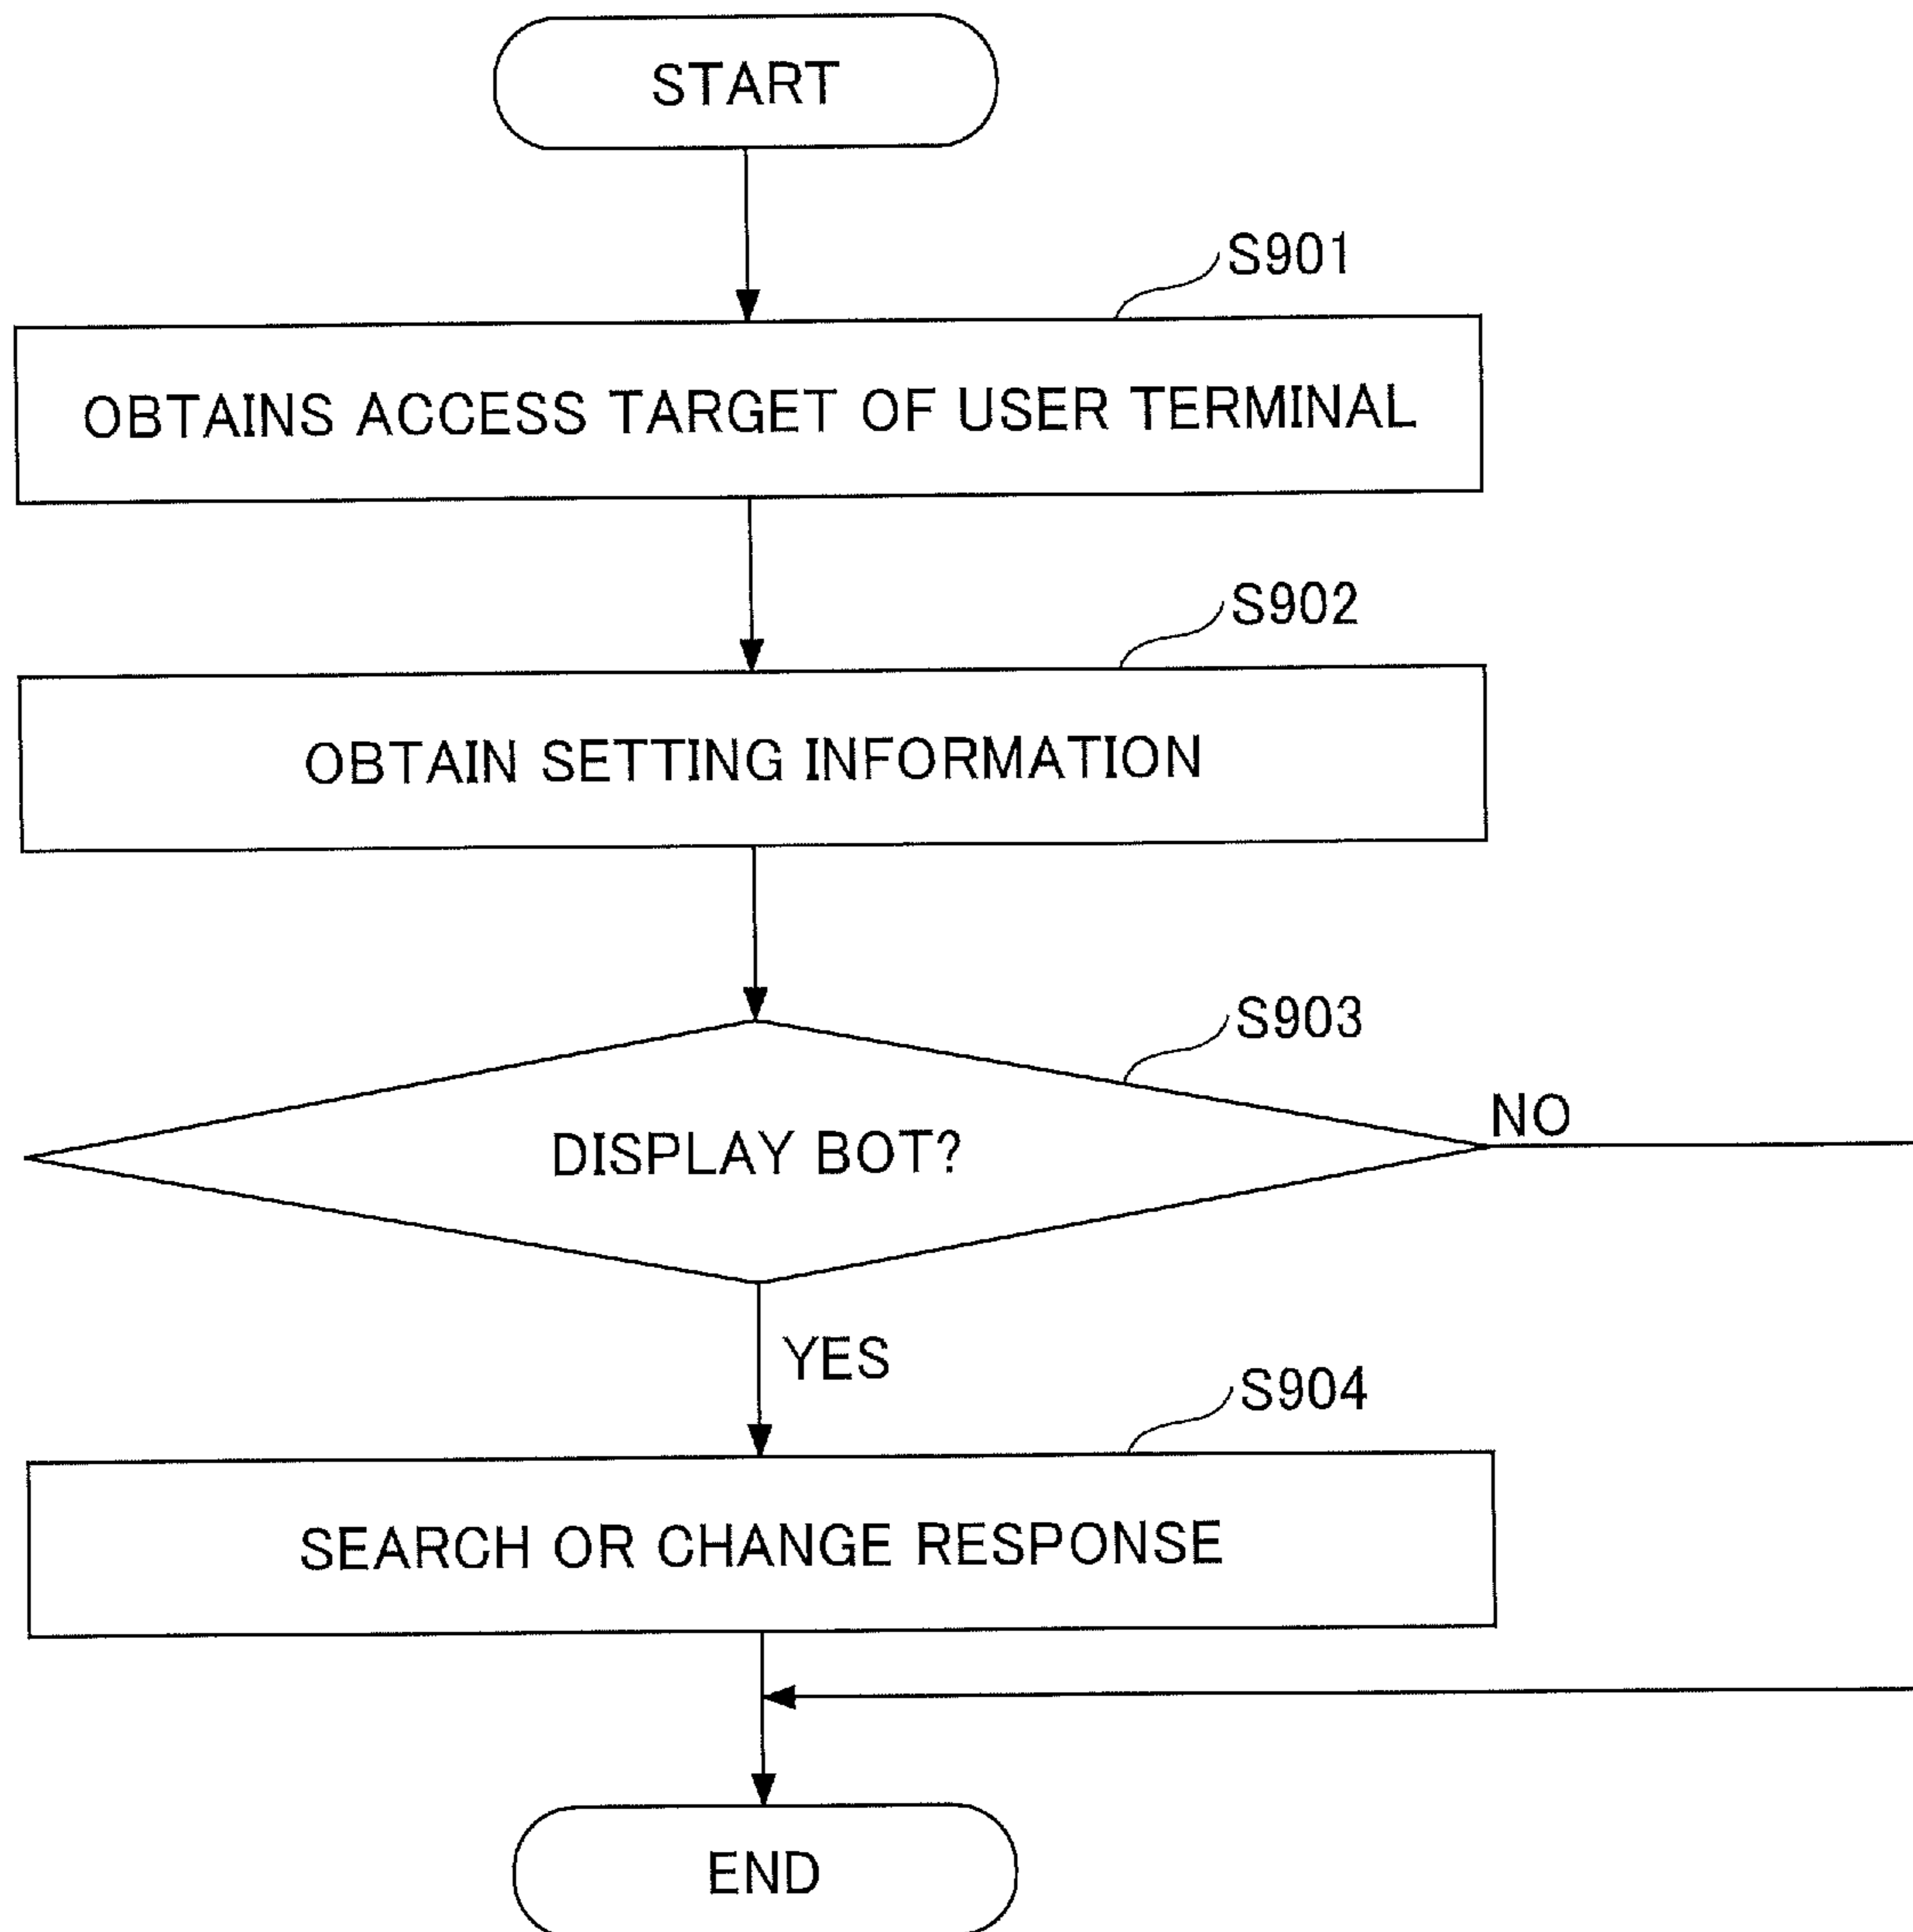 START
S901
OBTAINS ACCESS TARGET OF USER TERMINAL
S902
OBTAIN SETTING INFORMATION
S903
DISPLAY BOT?
NO
YES
S904
SEARCH OR CHANGE RESPONSE
END